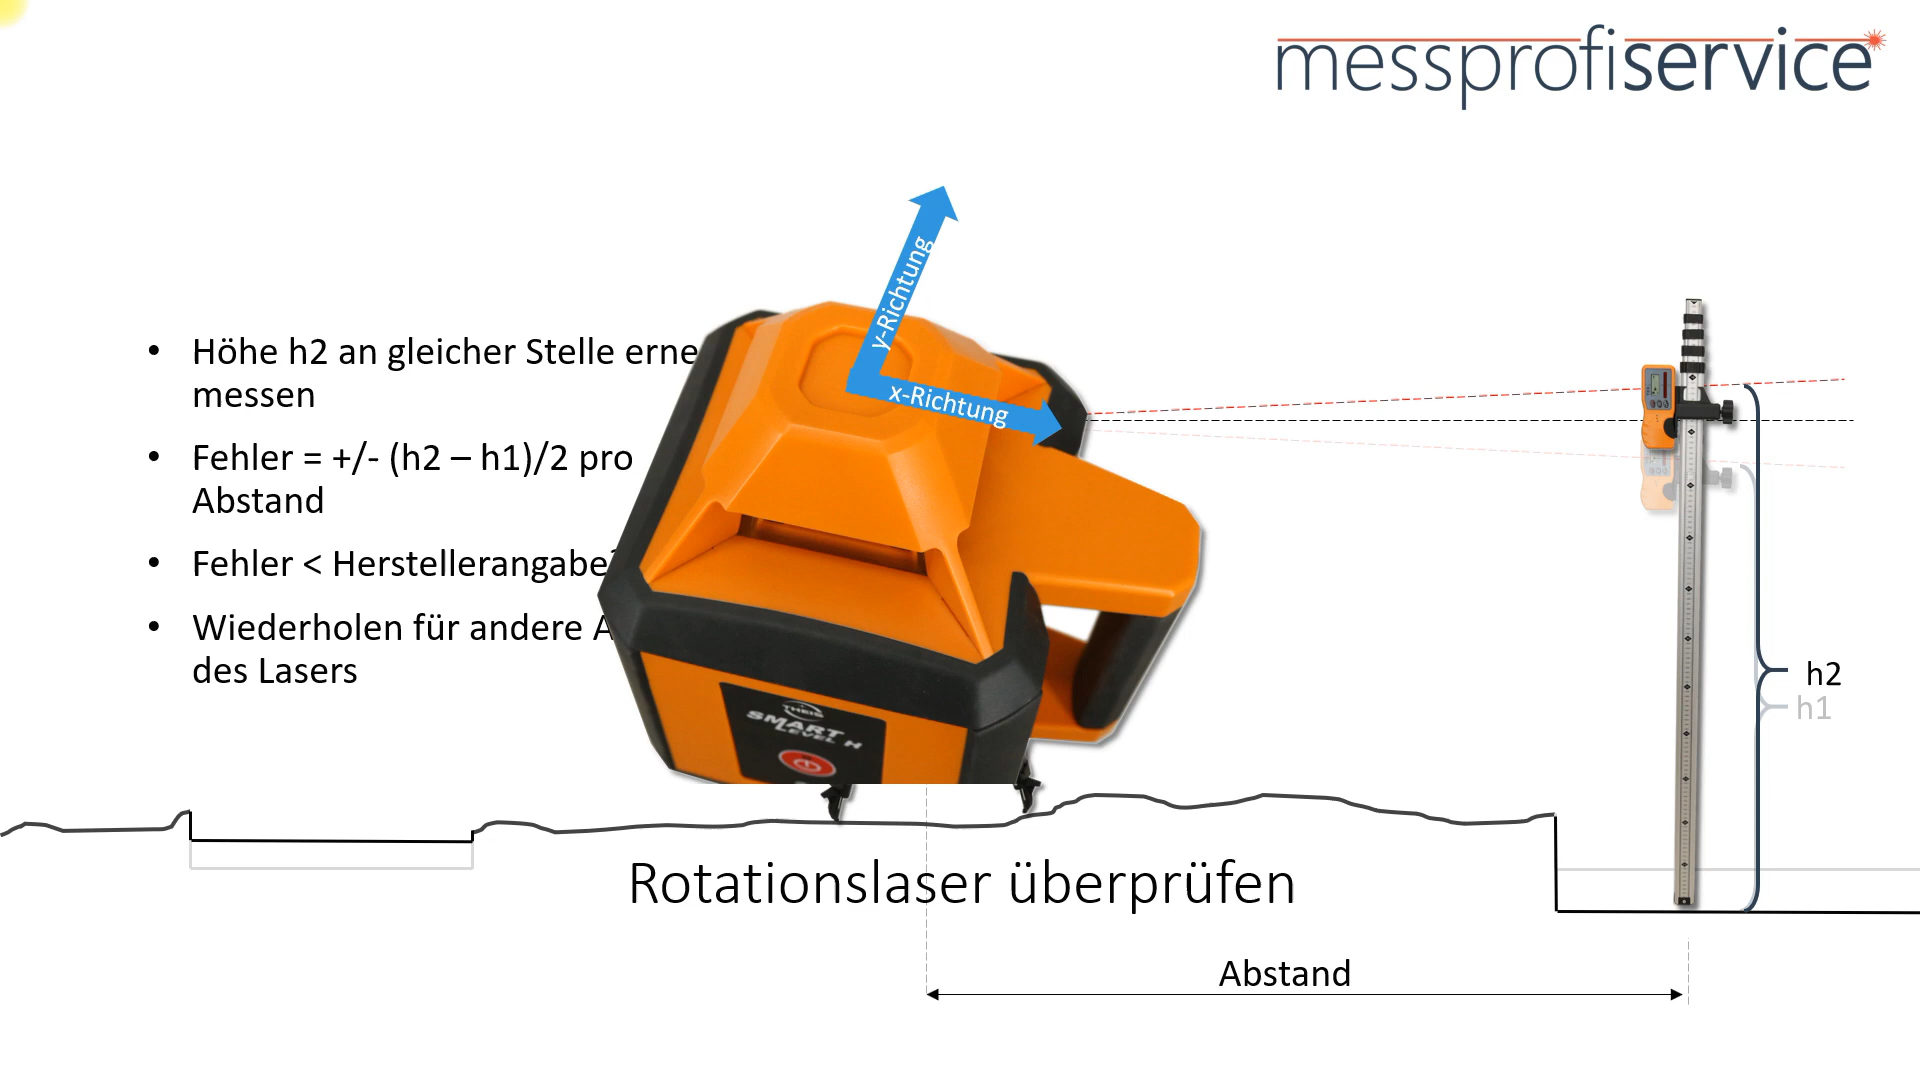 messprofiservice
y-Richtung
x-Richtung
• Höhe h2 an gleicher Stelle
messen
• Fehler = +/- (h2 – h1)/2 pro
Abstand
• Fehler < Herstellerangabe?
• Wiederholen für andere
des Lasers
THEIS
SMART
LEVEL H
h2
h1
Rotationslaser überprüfen
Abstand